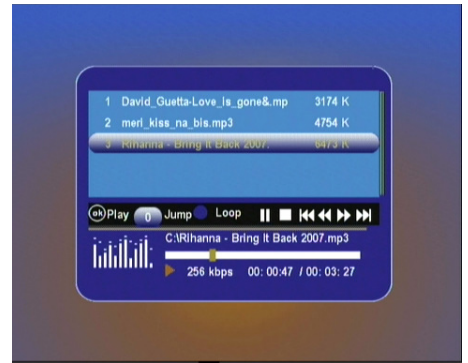 1 David_Guetta-Love_is_gone&.mp 3174 K
2 meri_kiss_na_bis.mp3 4754 K
3 Rihanna - Bring It Back 2007. 6473 K
ok Play 0 Jump Loop
C:\Rihanna - Bring It Back 2007.mp3
256 kbps 00: 00:47 / 00: 03: 27